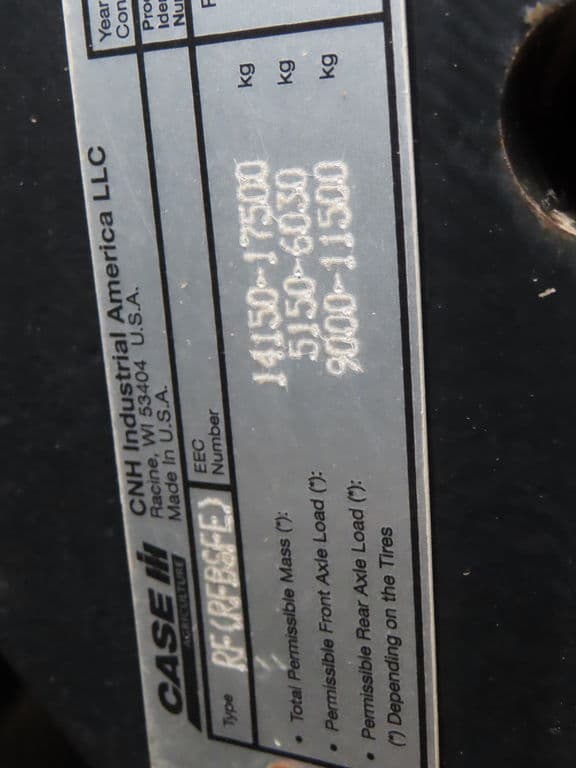 CASE IH
AGRICULTURE
CNH Industrial America LLC
Racine, WI 53404 U.S.A.
Made In U.S.A.
Year
Con
Type
EEC
Number
• Total Permissible Mass (*): 14150-17500 kg
• Permissible Front Axle Load (*): 5150-6030 kg
• Permissible Rear Axle Load (*): 9000-11500 kg
(*) Depending on the Tires